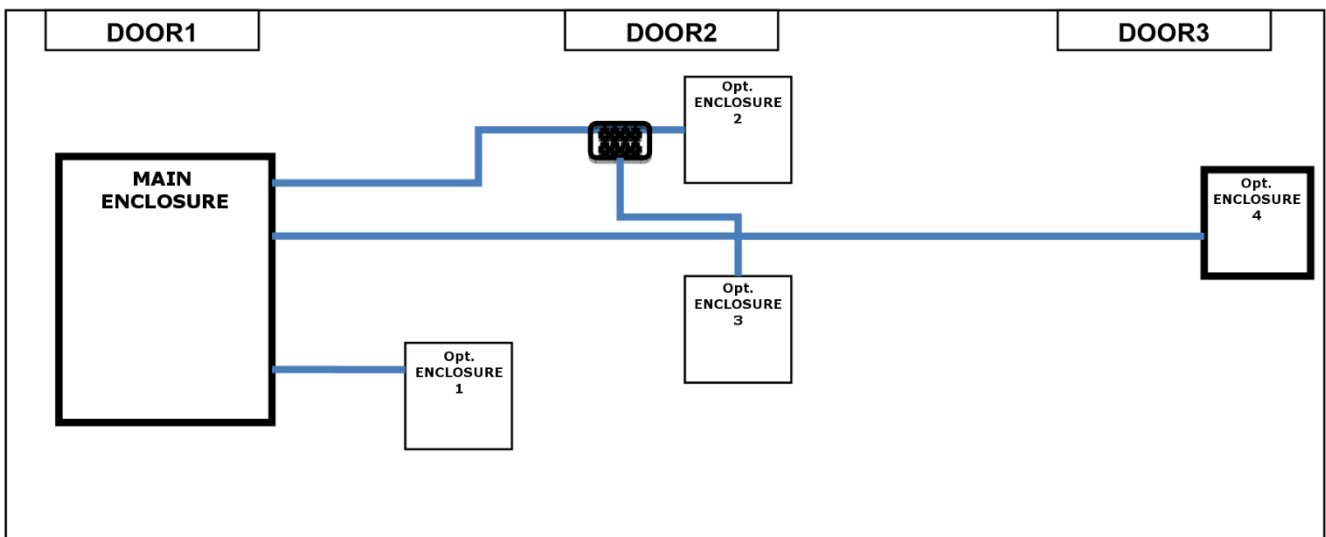 DOOR1
DOOR2
DOOR3
Opt.
ENCLOSURE
2
MAIN
ENCLOSURE
Opt.
ENCLOSURE
4
Opt.
ENCLOSURE
3
Opt.
ENCLOSURE
1